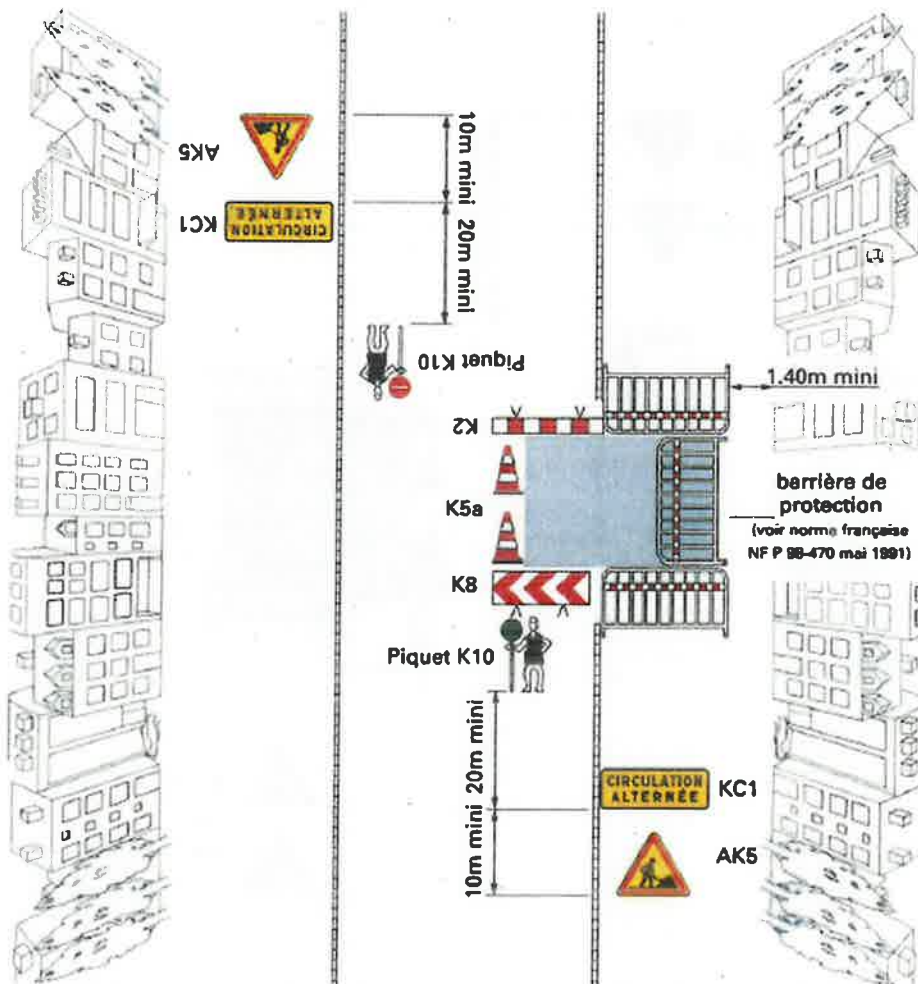 AK5
10m mini
KC1
CIRCULATION
ALTERNÉE
20m mini
Piquet K10
1.40m mini
K2
K5a
barrière de
protection
(voir norme française
NF P 98-470 mai 1991)
K8
Piquet K10
20m mini
CIRCULATION
ALTERNÉE
KC1
10m mini
AK5